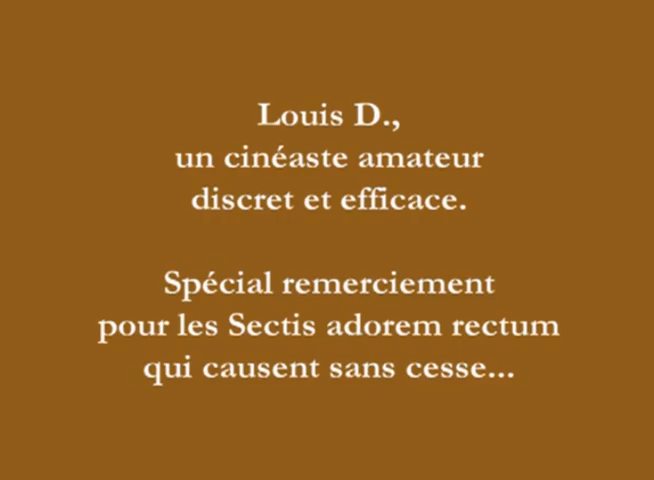 Louis D.,
un cinéaste amateur
discret et efficace.
Spécial remerciement
pour les Sectis adorem rectum
qui causent sans cesse...